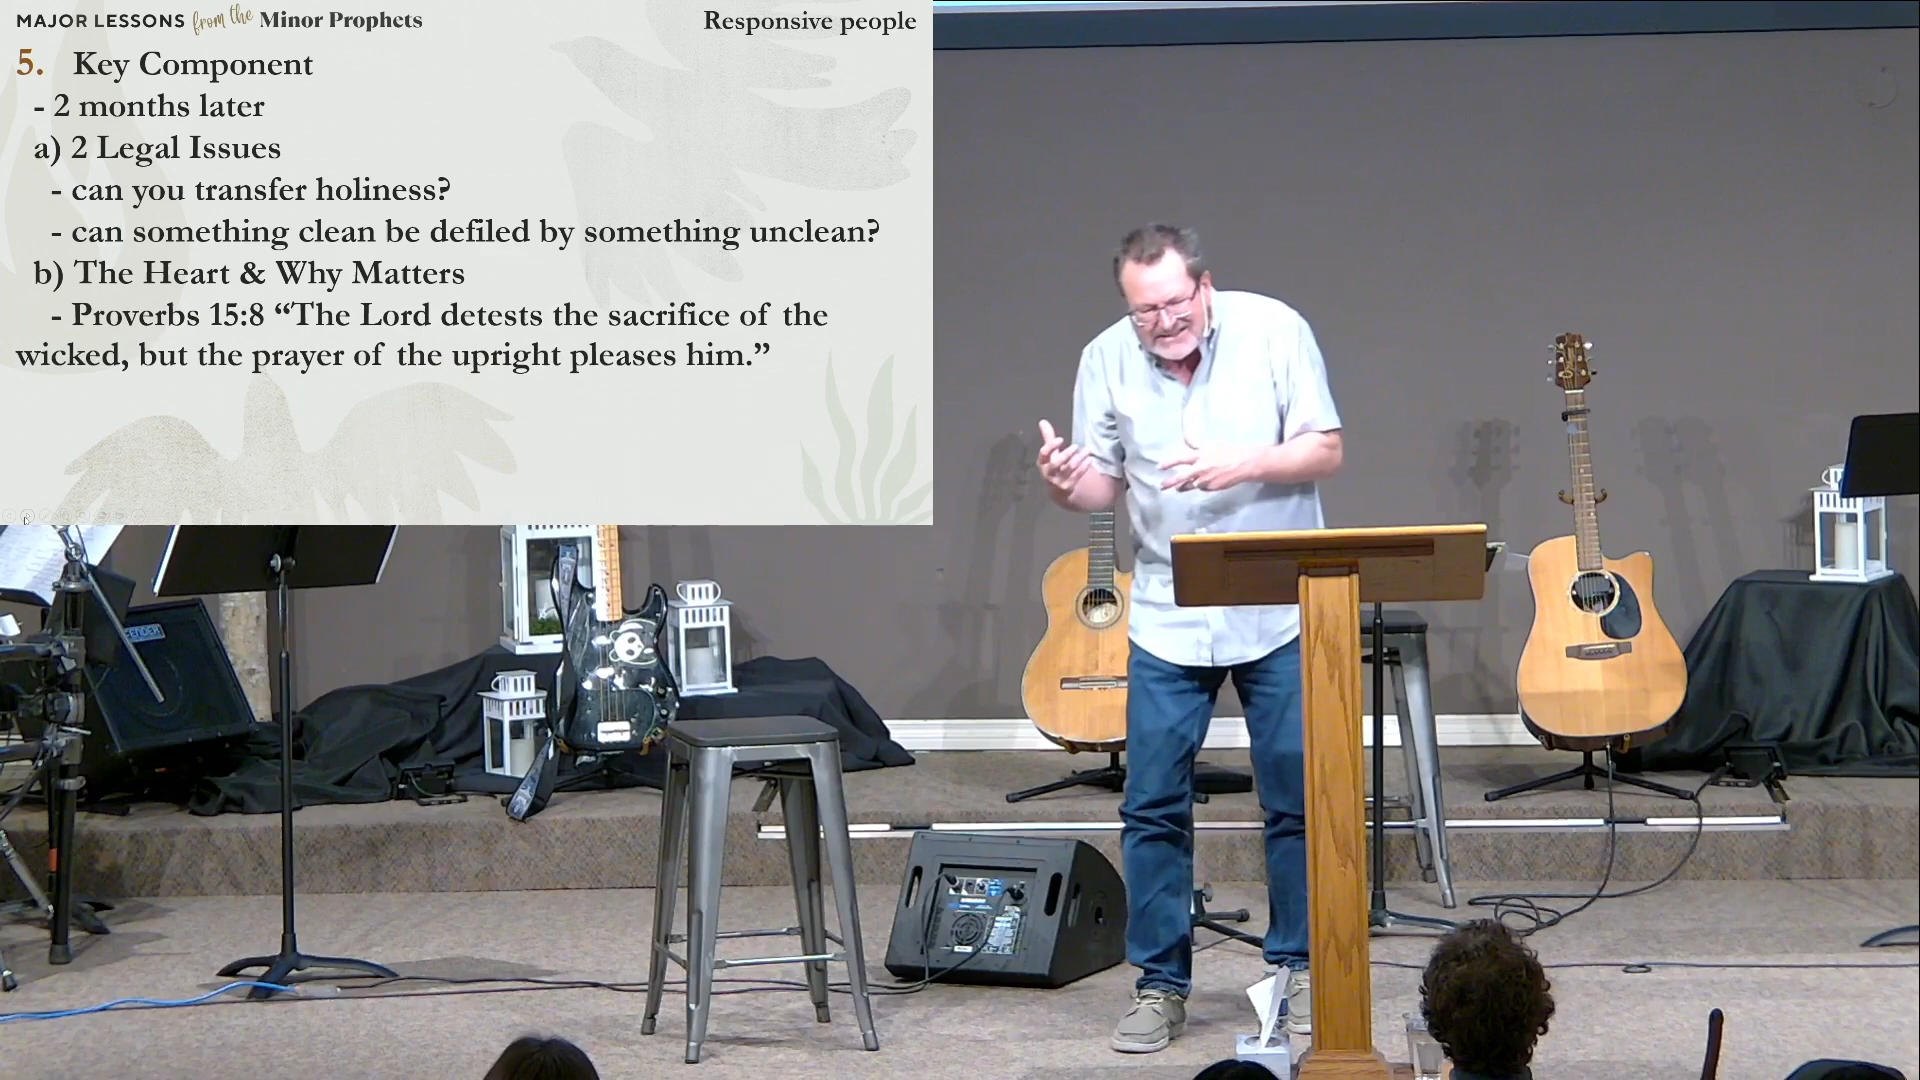 MAJOR LESSONS from the Minor Prophets
Responsive people
5. Key Component
- 2 months later
a) 2 Legal Issues
- can you transfer holiness?
- can something clean be defiled by something unclean?
b) The Heart & Why Matters
- Proverbs 15:8 “The Lord detests the sacrifice of the
wicked, but the prayer of the upright pleases him.”
FENDER